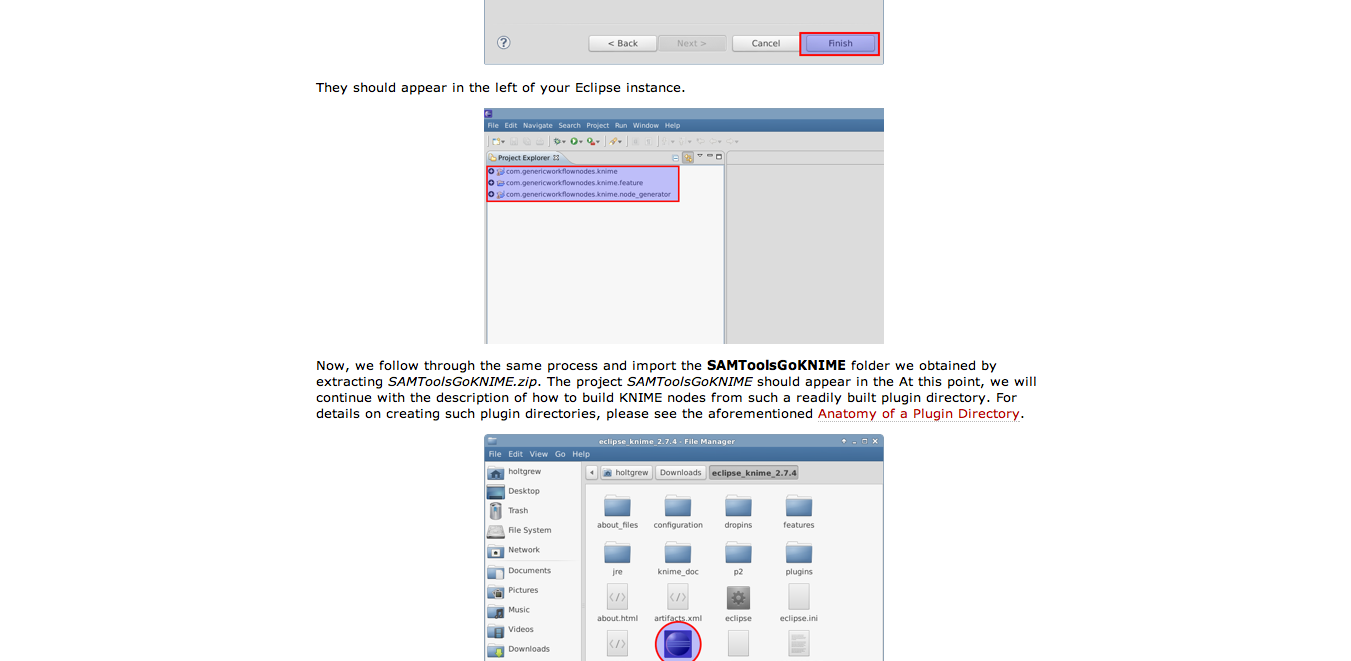 < Back Next > Cancel Finish
They should appear in the left of your Eclipse instance.
File Edit Navigate Search Project Run Window Help
Project Explorer
com.genericworkflownodes.knime
com.genericworkflownodes.knime.feature
com.genericworkflownodes.knime.node_generator
Now, we follow through the same process and import the SAMToolsGoKNIME folder we obtained by
extracting SAMToolsGoKNIME.zip. The project SAMToolsGoKNIME should appear in the At this point, we will
continue with the description of how to build KNIME nodes from such a readily built plugin directory. For
details on creating such plugin directories, please see the aforementioned Anatomy of a Plugin Directory.
eclipse_knime_2.7.4 - File Manager
File Edit View Go Help
holtgrew
Desktop
Trash
File System
Network
Documents
Pictures
Music
Videos
Downloads
holtgrew Downloads eclipse_knime_2.7.4
about_files configuration dropins features
jre knime_doc p2 plugins
about.html artifacts.xml eclipse eclipse.ini